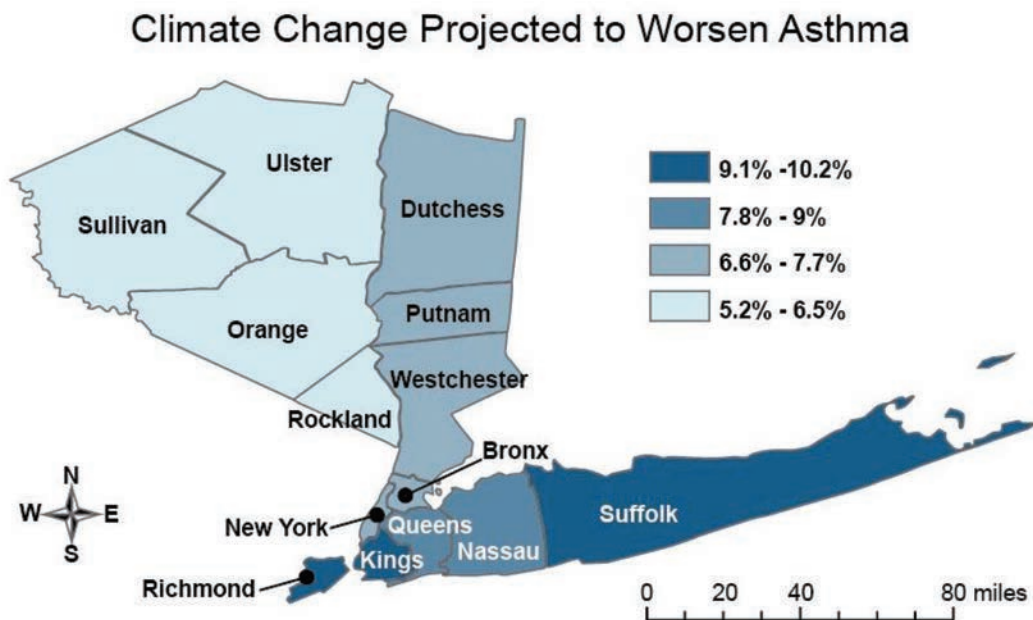 Climate Change Projected to Worsen Asthma
Ulster
9.1% -10.2%
Dutchess
Sullivan
7.8% - 9%
6.6% - 7.7%
Putnam
5.2% - 6.5%
Orange
Westchester
Rockland
Bronx
N
W E
S
New York
Queens
Suffolk
Nassau
Kings
Richmond
0 20 40 80 miles